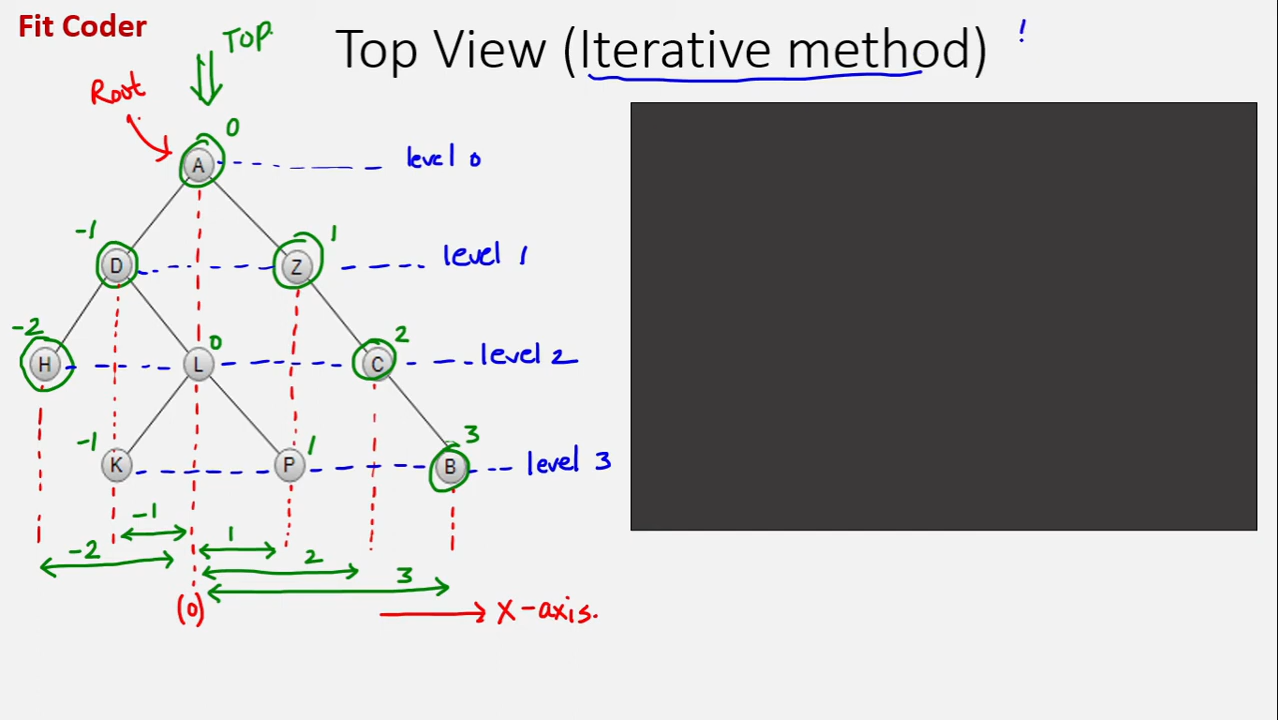 Fit Coder
Top View (Iterative method) !
TOP
Root
0
A level 0
-1 1
D Z level 1
-2 0 2
H L C level 2
-1 1 3
K P B level 3
-1 1
-2 2
3
(0) X-axis.